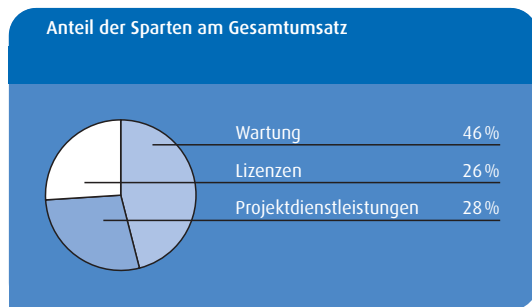 Anteil der Sparten am Gesamtumsatz
Wartung 46 %
Lizenzen 26 %
Projektdienstleistungen 28 %